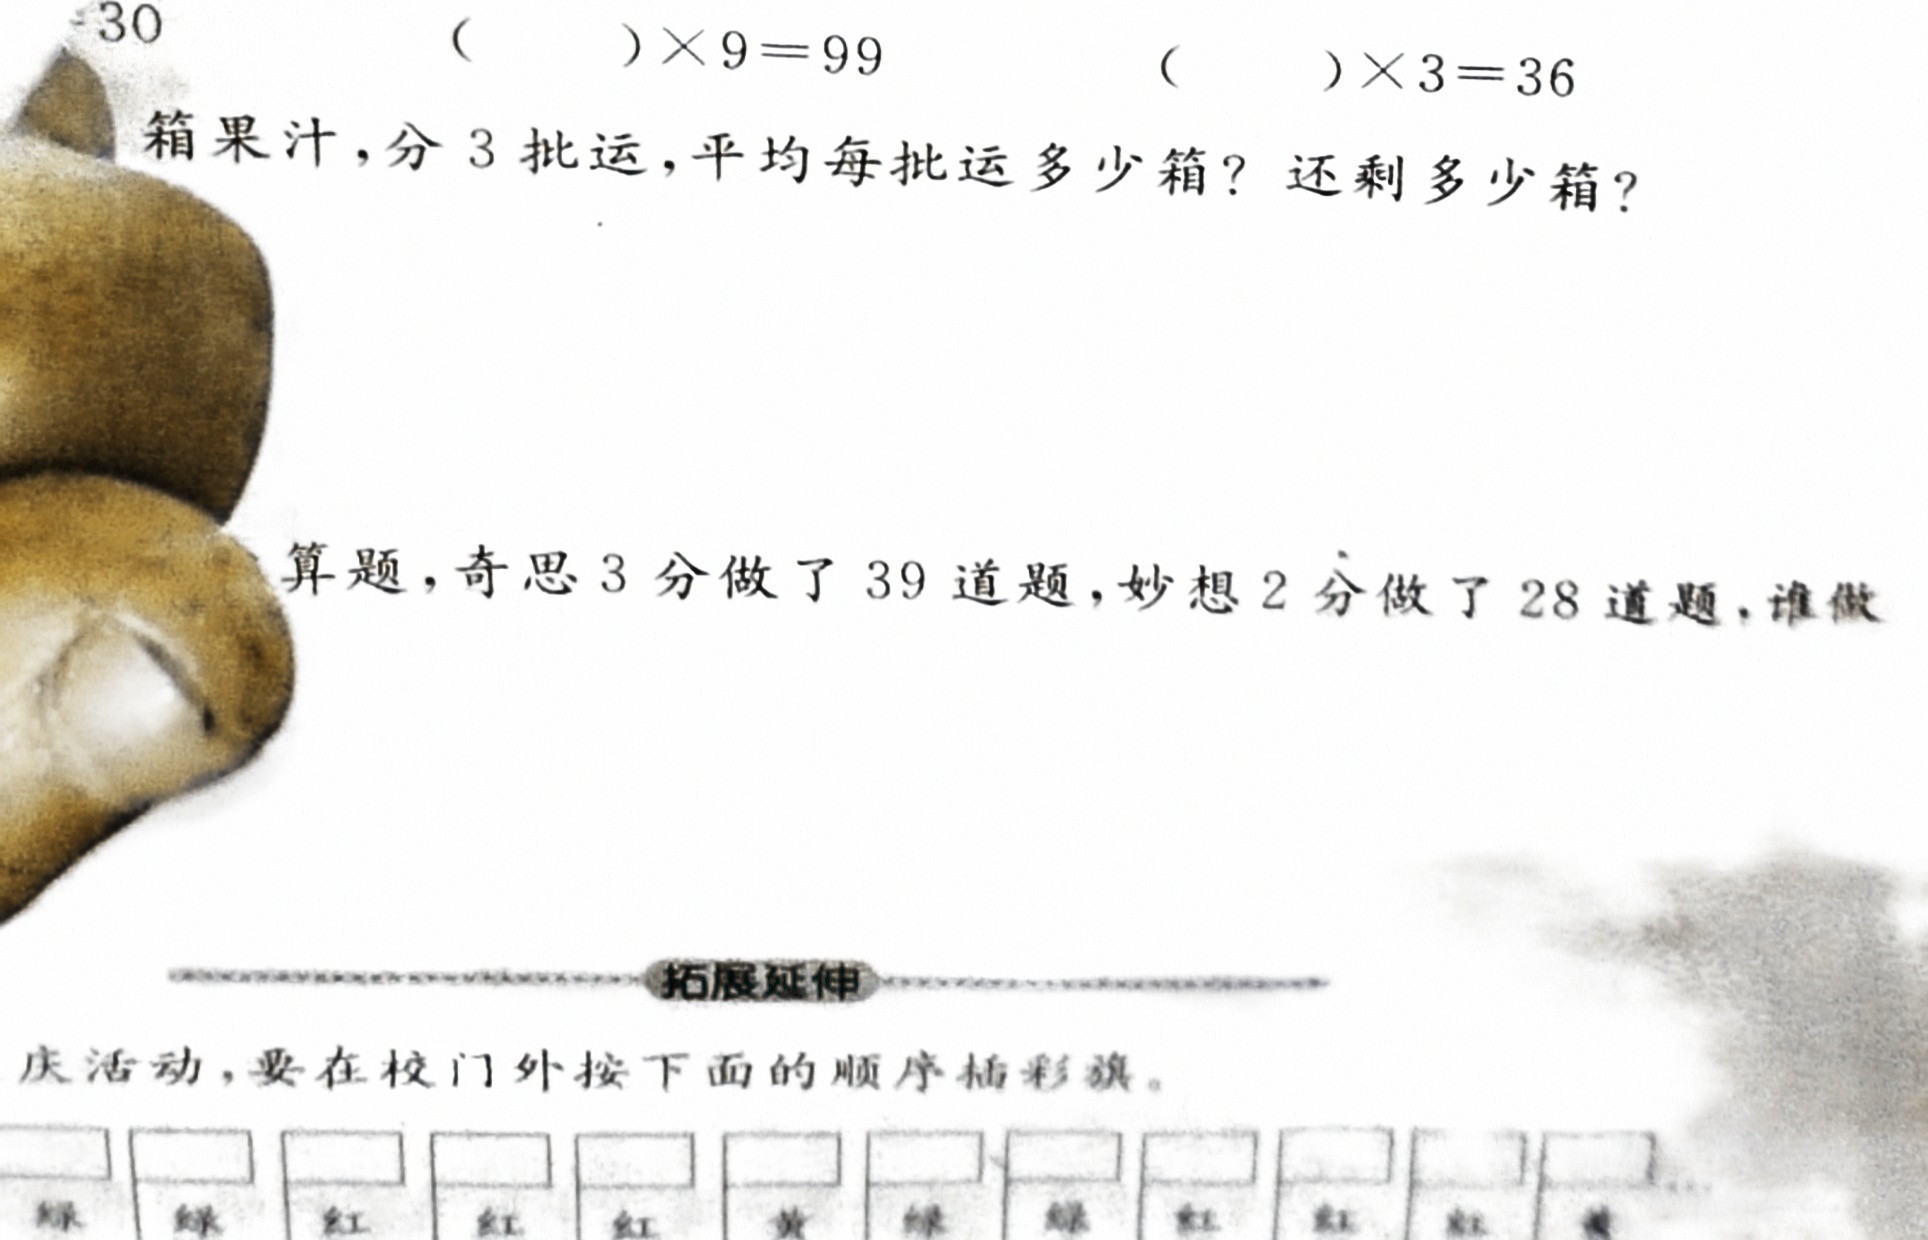 30 ( )×9=99 ( )×3=36
箱果汁,分3批运,平均每批运多少箱? 还剩多少箱?
算题,奇思3分做了39道题,妙想2分做了28道题,谁做
拓展延伸
庆活动,要在校门外按下面的顺序插彩旗。
绿 绿 红 红 红 黄 绿 绿 红 红 红 黄 ……